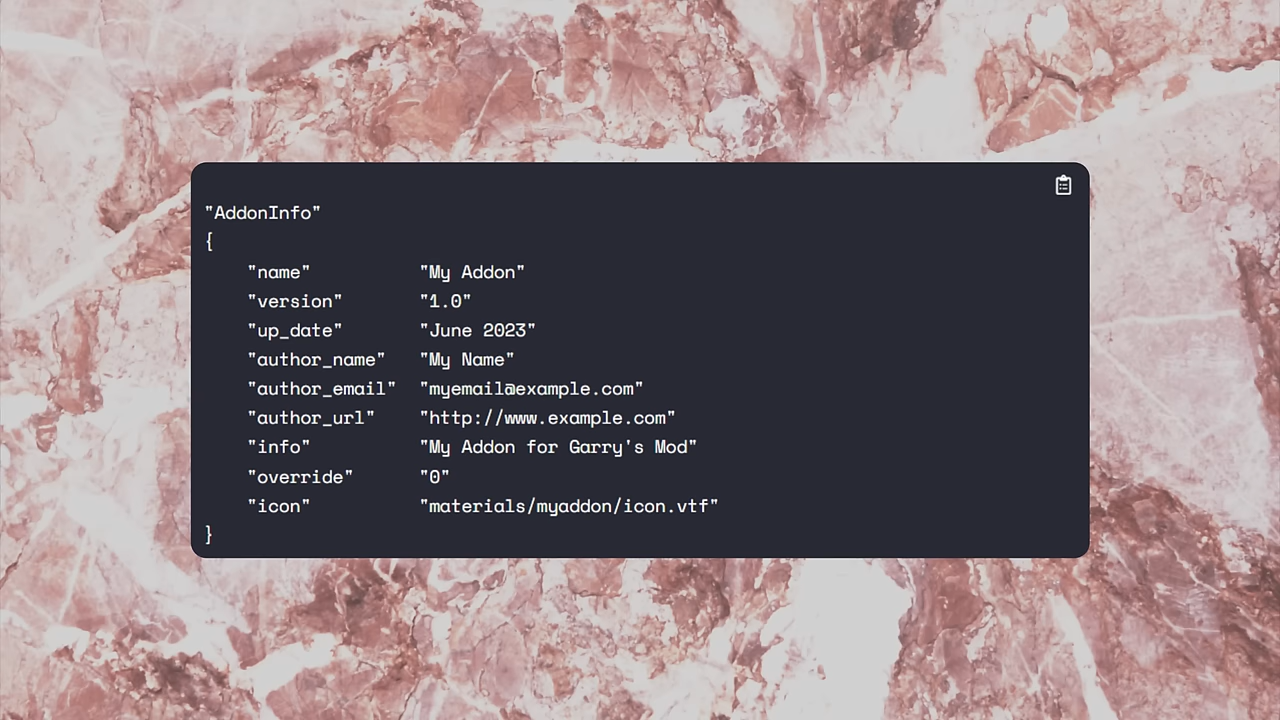 "AddonInfo"
{
    "name"          "My Addon"
    "version"       "1.0"
    "up_date"       "June 2023"
    "author_name"   "My Name"
    "author_email"  "myemail@example.com"
    "author_url"    "http://www.example.com"
    "info"          "My Addon for Garry's Mod"
    "override"      "0"
    "icon"          "materials/myaddon/icon.vtf"
}